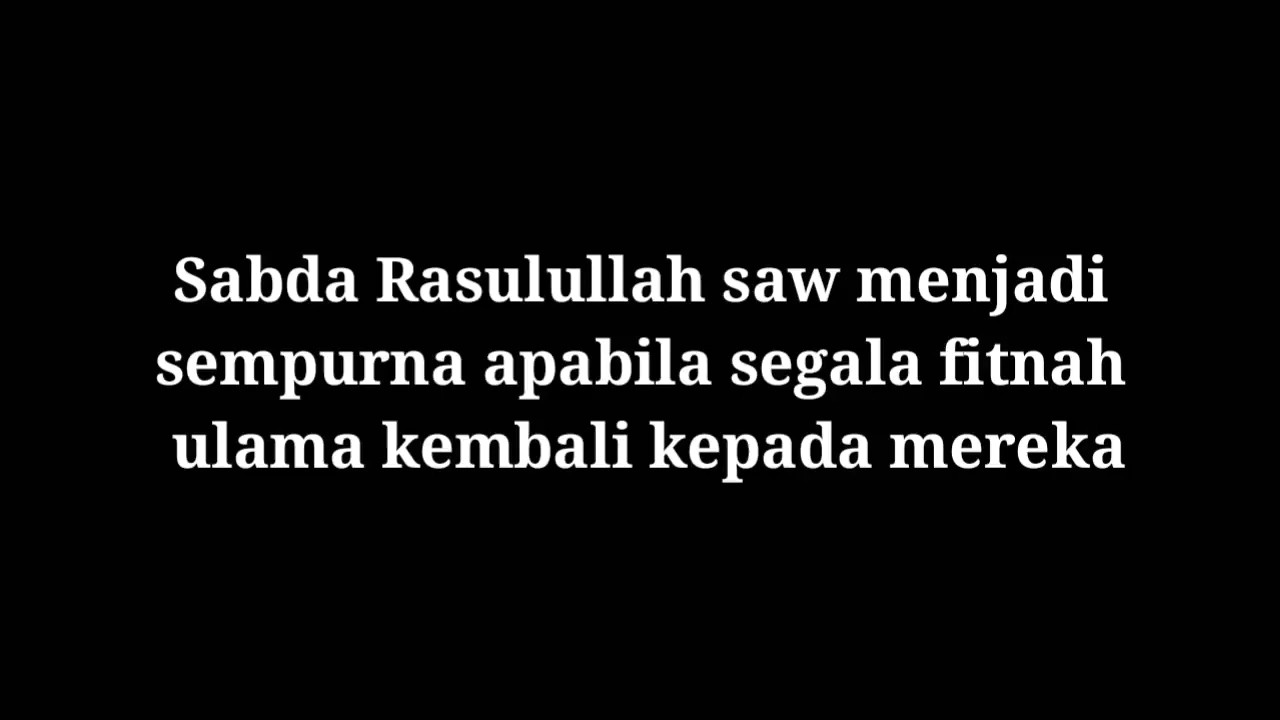 Sabda Rasulullah saw menjadi
sempurna apabila segala fitnah
ulama kembali kepada mereka